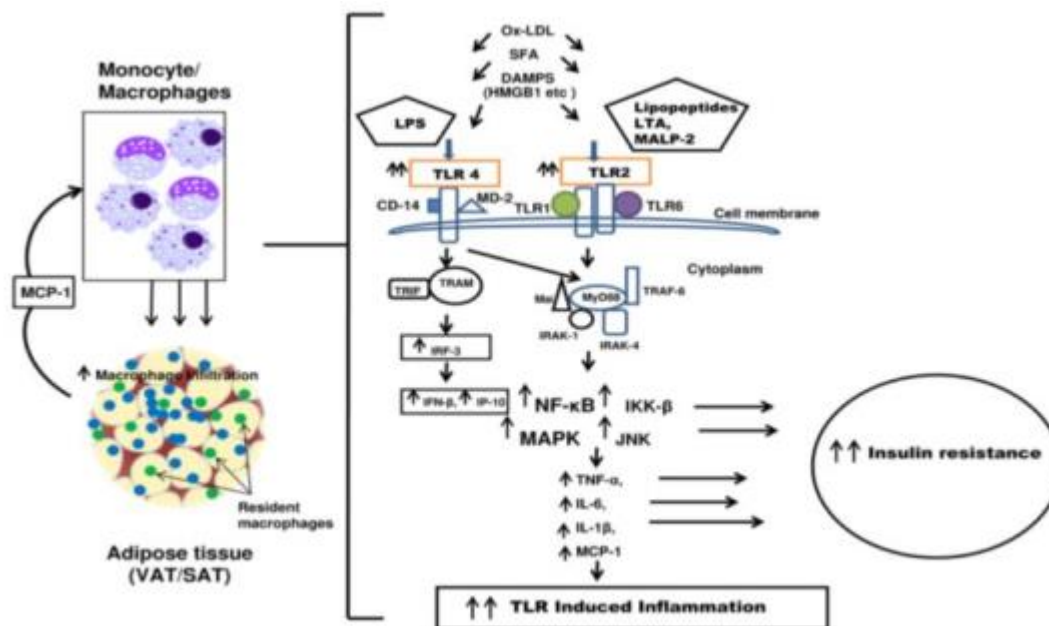 Monocyte/
Macrophages
MCP-1
↑ Macrophage infiltration
Resident
macrophages
Adipose tissue
(VAT/SAT)
Ox-LDL
SFA
DAMPS
(HMGB1 etc )
LPS
Lipopeptides
LTA,
MALP-2
↑↑ TLR 4
↑↑ TLR2
CD-14
MD-2
TLR1
TLR6
Cell membrane
Cytoplasm
TRIF
TRAM
Mal
MyD88
TRAF-6
IRAK-1
IRAK-4
↑ IRF-3
↑ IFN-β, ↑ IP-10
↑ NF-κB ↑ IKK-β
↑ MAPK ↑ JNK
↑ TNF-α,
↑ IL-6,
↑ IL-1β,
↑ MCP-1
↑↑ Insulin resistance
↑↑ TLR Induced Inflammation